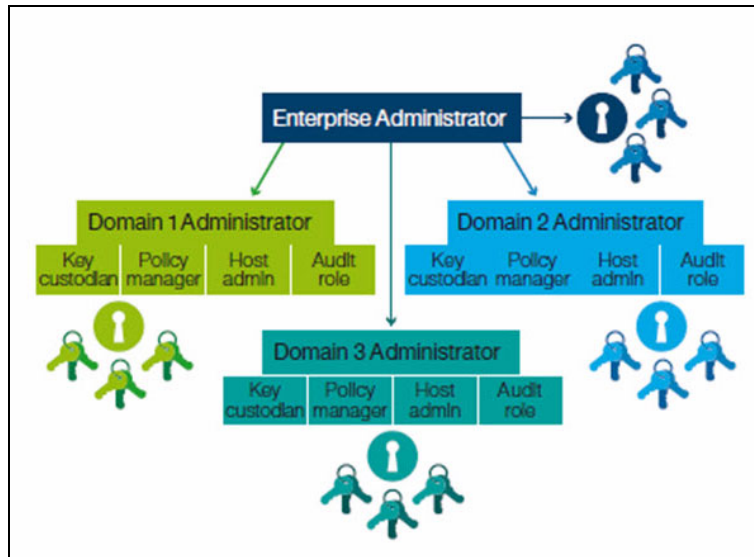 Enterprise Administrator
Domain 1 Administrator
Key custodian
Policy manager
Host admin
Audit role
Domain 2 Administrator
Key custodian
Policy manager
Host admin
Audit role
Domain 3 Administrator
Key custodian
Policy manager
Host admin
Audit role